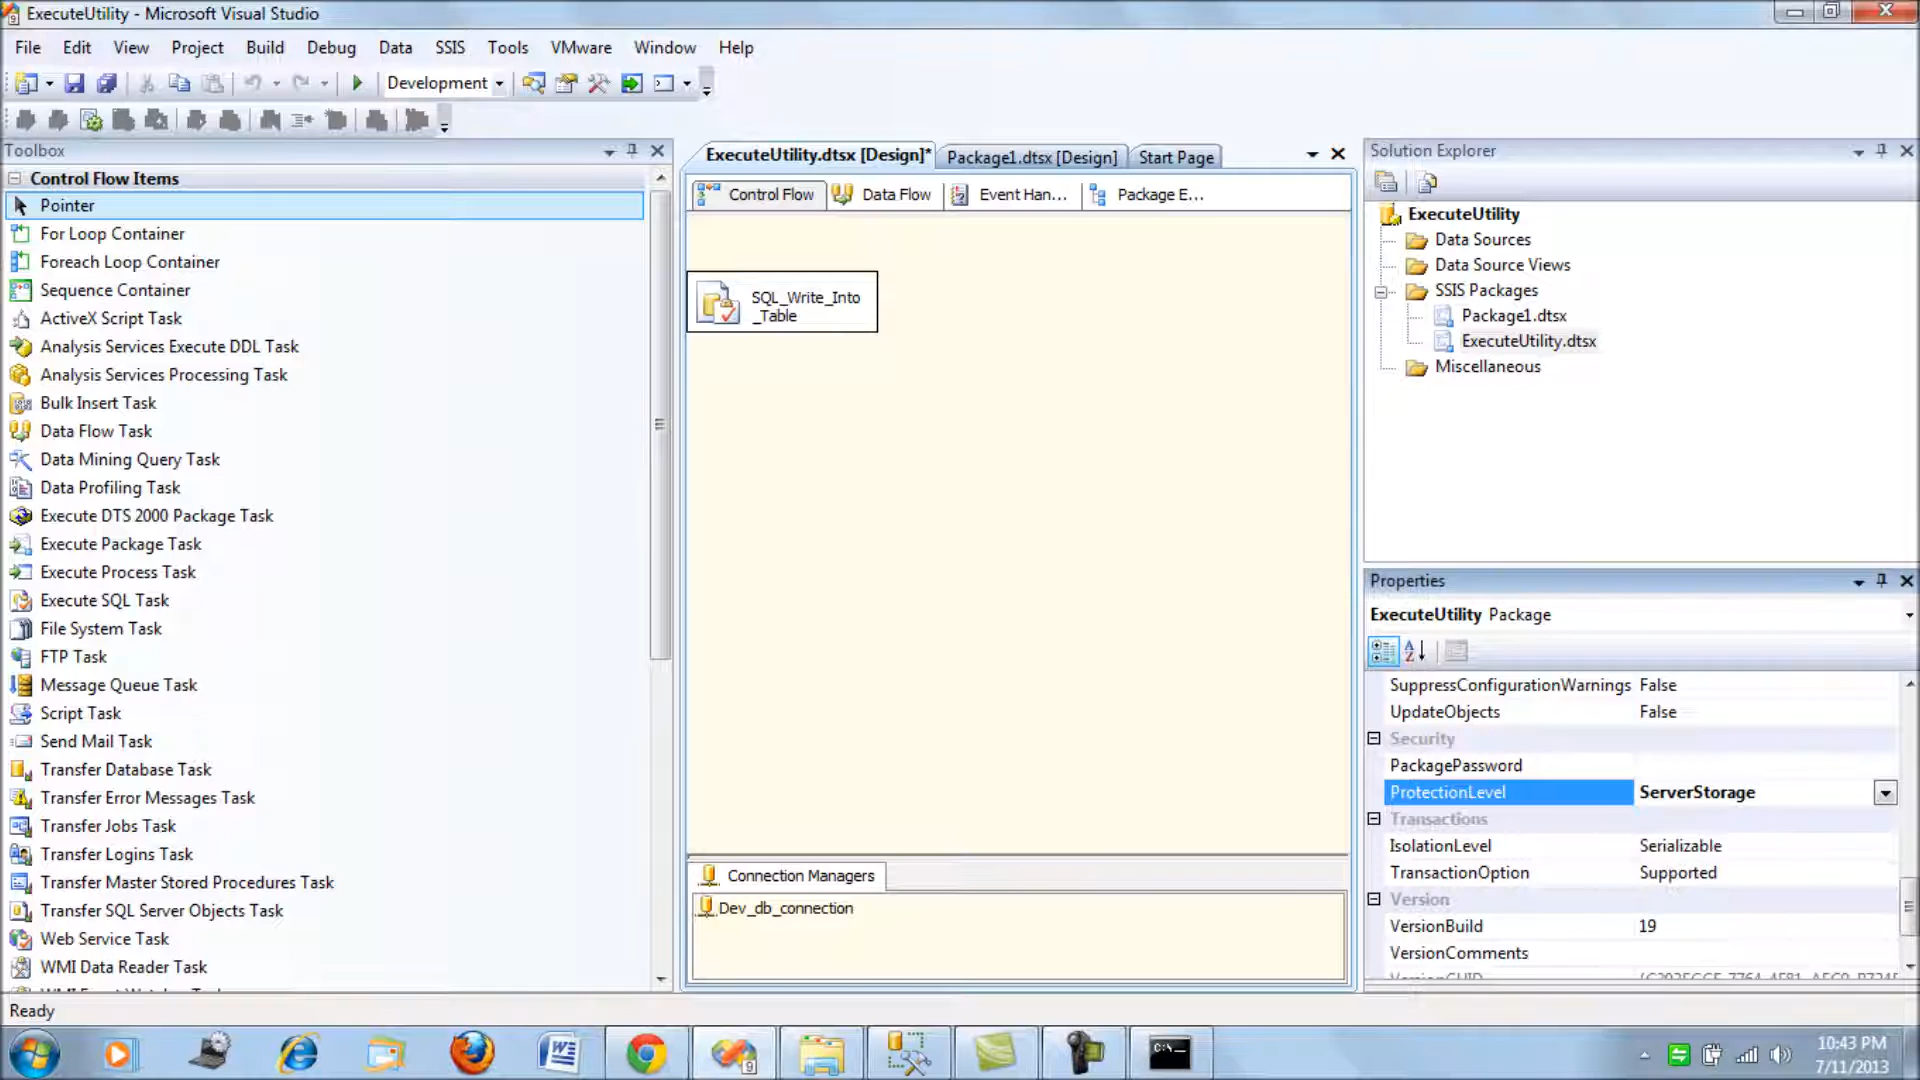 ExecuteUtility - Microsoft Visual Studio
File Edit View Project Build Debug Data SSIS Tools VMware Window Help
Development
Toolbox
Control Flow Items
Pointer
For Loop Container
Foreach Loop Container
Sequence Container
ActiveX Script Task
Analysis Services Execute DDL Task
Analysis Services Processing Task
Bulk Insert Task
Data Flow Task
Data Mining Query Task
Data Profiling Task
Execute DTS 2000 Package Task
Execute Package Task
Execute Process Task
Execute SQL Task
File System Task
FTP Task
Message Queue Task
Script Task
Send Mail Task
Transfer Database Task
Transfer Error Messages Task
Transfer Jobs Task
Transfer Logins Task
Transfer Master Stored Procedures Task
Transfer SQL Server Objects Task
Web Service Task
WMI Data Reader Task
ExecuteUtility.dtsx [Design]* Package1.dtsx [Design] Start Page
Control Flow Data Flow Event Han... Package E...
SQL_Write_Into
_Table
Connection Managers
Dev_db_connection
Solution Explorer
ExecuteUtility
Data Sources
Data Source Views
SSIS Packages
Package1.dtsx
ExecuteUtility.dtsx
Miscellaneous
Properties
ExecuteUtility Package
SuppressConfigurationWarnings False
UpdateObjects False
Security
PackagePassword
ProtectionLevel ServerStorage
Transactions
IsolationLevel Serializable
TransactionOption Supported
Version
VersionBuild 19
VersionComments
Ready
10:43 PM
7/11/2013